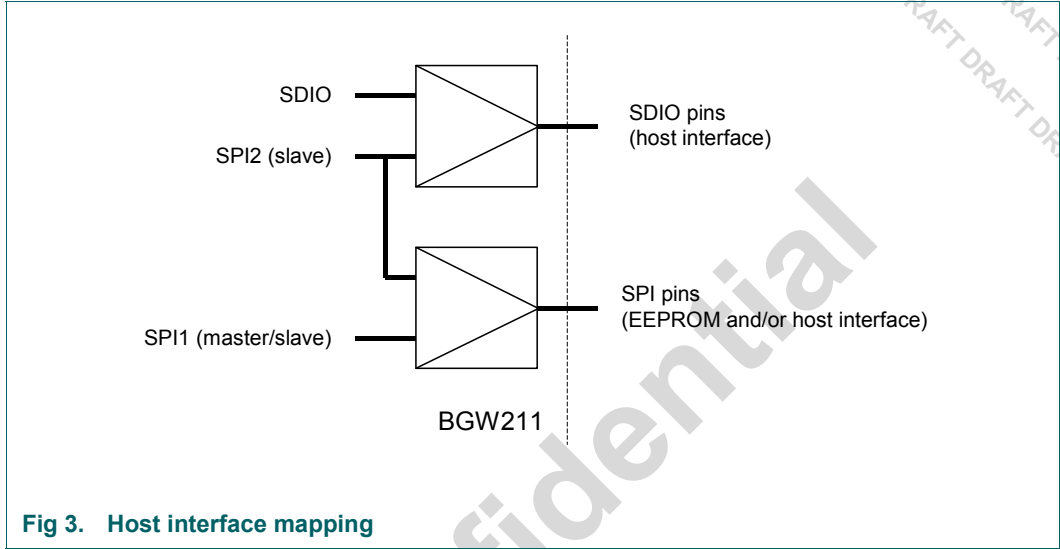 DRAFT DRAFT
DRAFT DRAFT DR
SDIO
SDIO pins
(host interface)
SPI2 (slave)
SPI pins
(EEPROM and/or host interface)
SPI1 (master/slave)
BGW211
fidential
Fig 3. Host interface mapping